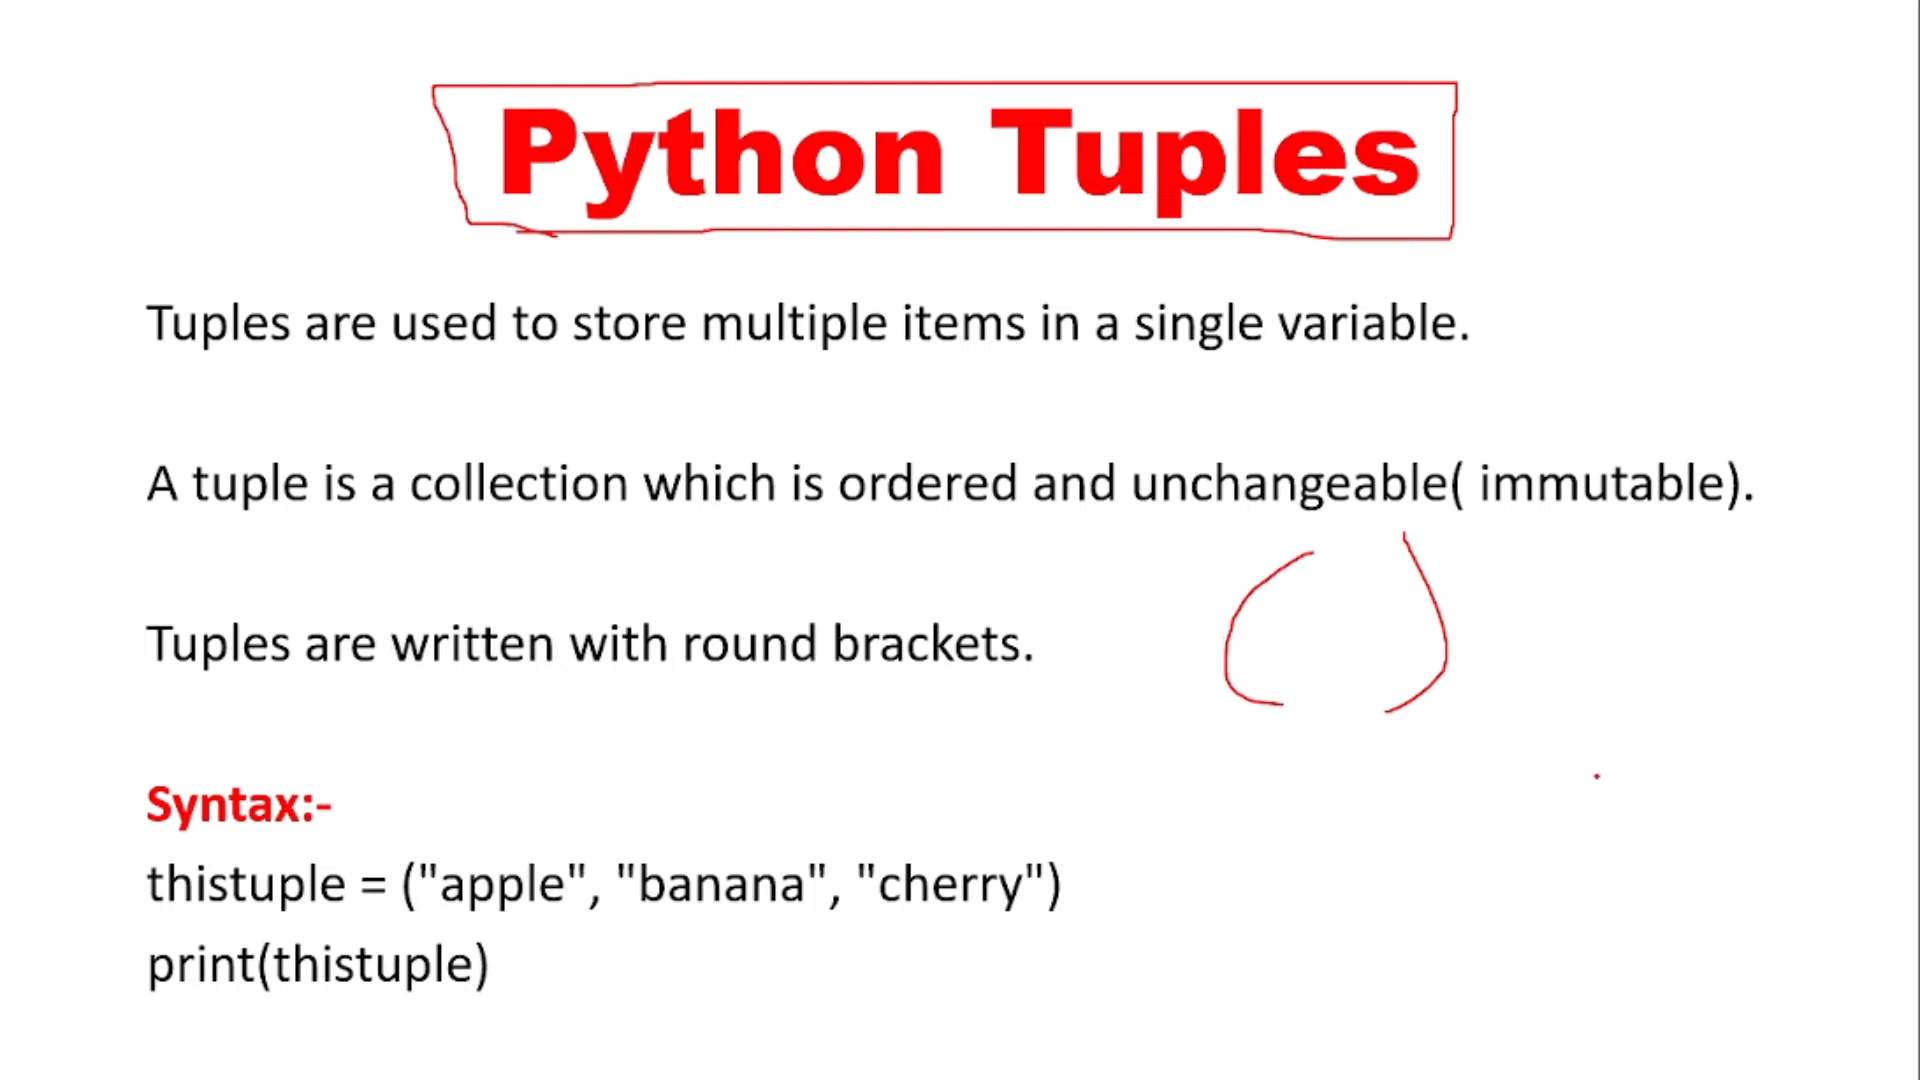 Python Tuples
Tuples are used to store multiple items in a single variable.
A tuple is a collection which is ordered and unchangeable( immutable).
Tuples are written with round brackets.
Syntax:-
thistuple = ("apple", "banana", "cherry")
print(thistuple)